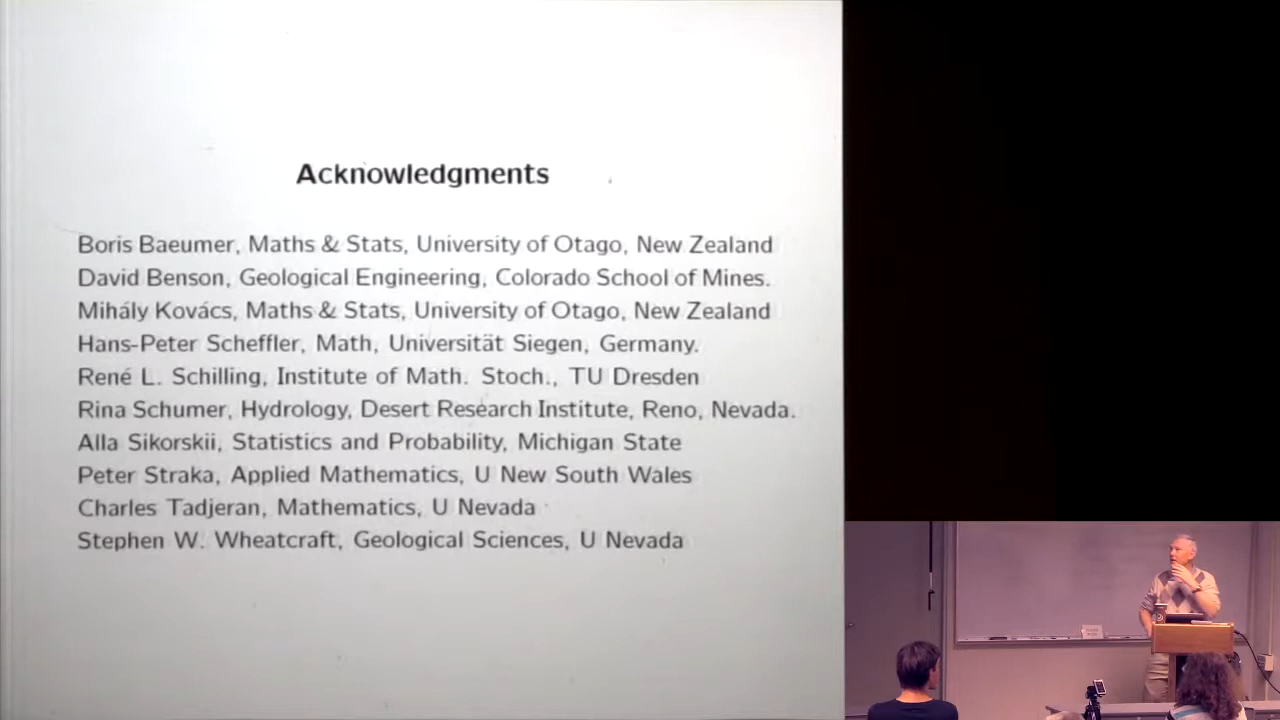 Acknowledgments
Boris Baeumer, Maths & Stats, University of Otago, New Zealand
David Benson, Geological Engineering, Colorado School of Mines.
Mihály Kovács, Maths & Stats, University of Otago, New Zealand
Hans-Peter Scheffler, Math, Universität Siegen, Germany.
René L. Schilling, Institute of Math. Stoch., TU Dresden
Rina Schumer, Hydrology, Desert Research Institute, Reno, Nevada.
Alla Sikorskii, Statistics and Probability, Michigan State
Peter Straka, Applied Mathematics, U New South Wales
Charles Tadjeran, Mathematics, U Nevada
Stephen W. Wheatcraft, Geological Sciences, U Nevada